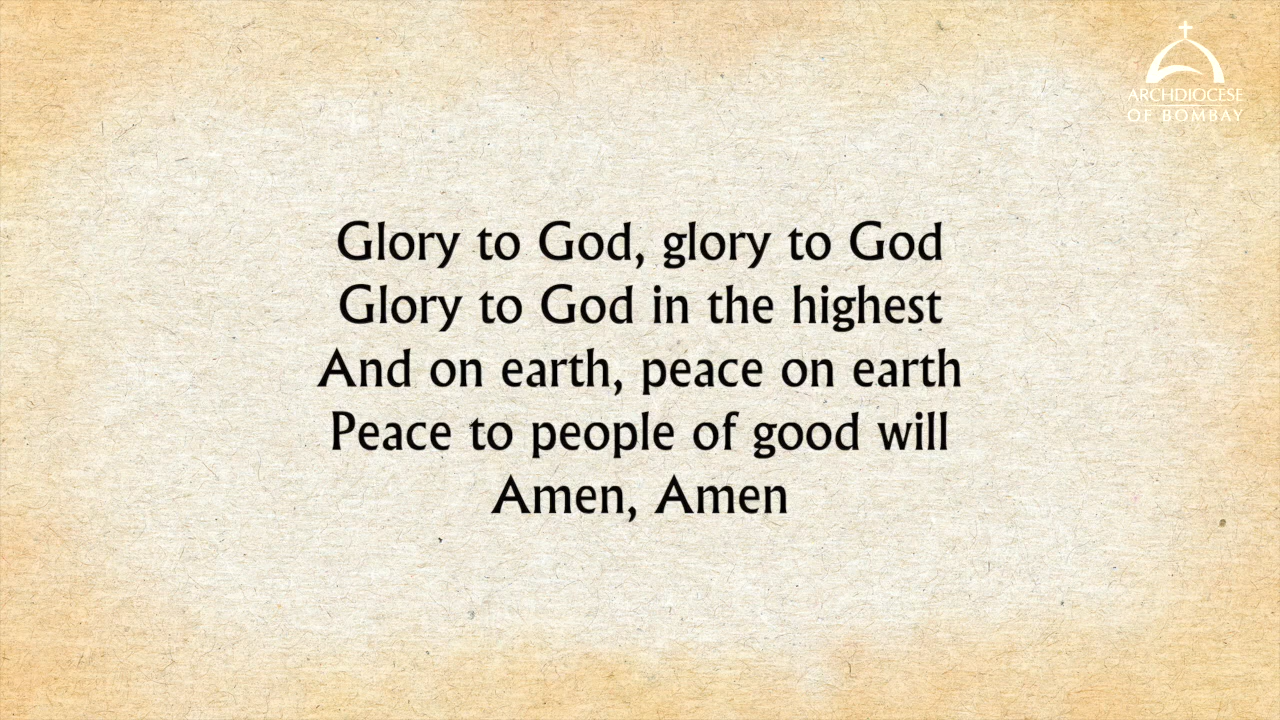 ARCHDIOCESE
OF BOMBAY
Glory to God, glory to God
Glory to God in the highest
And on earth, peace on earth
Peace to people of good will
Amen, Amen